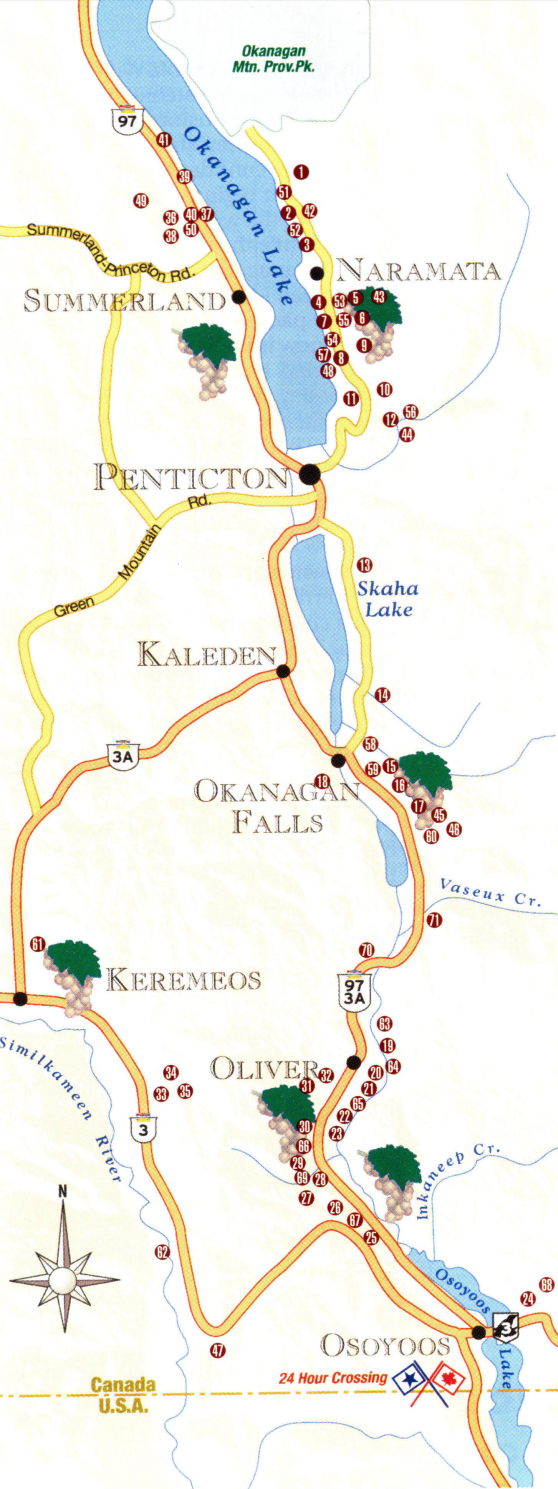 Okanagan
Mtn. Prov.Pk.
97
41
Okanagan Lake
1
39
51
49
2
42
36
40
37
52
50
38
3
Summerland-Princeton Rd.
NARAMATA
SUMMERLAND
4
53
5
43
7
55
6
54
9
57
8
48
10
11
56
12
44
PENTICTON
Green Mountain Rd.
13
Skaha
Lake
KALEDEN
14
3A
58
15
59
18
16
OKANAGAN
FALLS
17
45
46
60
Vaseux Cr.
71
61
70
KEREMEOS
97
3A
63
Similkameen River
19
OLIVER
64
34
32
20
31
33
35
21
65
3
22
30
23
66
29
Inkaneep Cr.
69
28
27
N
26
67
25
62
Osoyoos Lake
68
24
3
47
OSOYOOS
24 Hour Crossing
Canada
U.S.A.